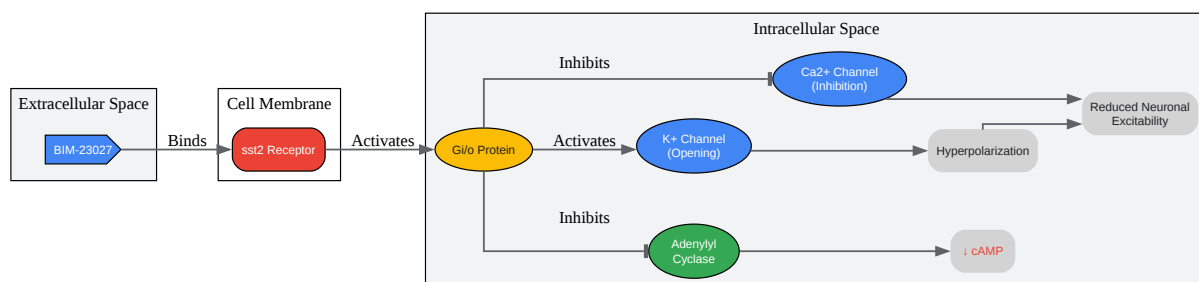 Intracellular Space
Inhibits
Ca2+ Channel
(Inhibition)
Extracellular Space
Cell Membrane
Reduced Neuronal
Excitability
BIM-23027
Binds
sst2 Receptor
Activates
Gi/o Protein
Activates
K+ Channel
(Opening)
Hyperpolarization
Inhibits
Adenylyl
Cyclase
↓ cAMP